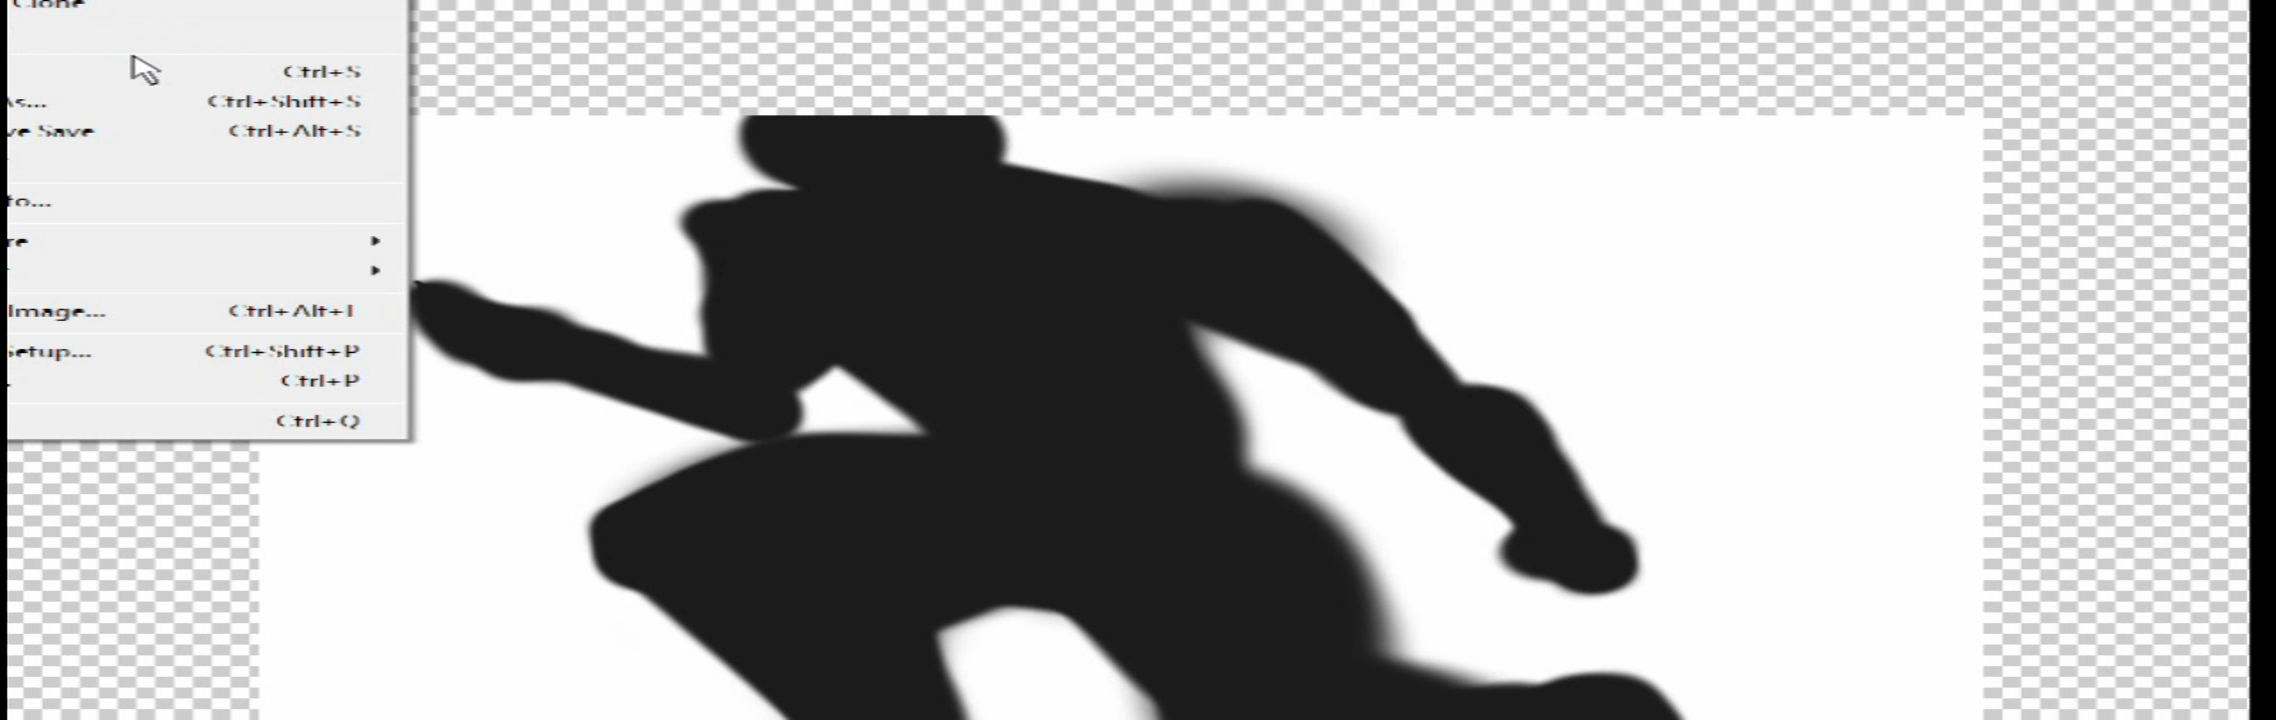 Clone
Ctrl+S
As... Ctrl+Shift+S
ve Save Ctrl+Alt+S
to...
re
Image... Ctrl+Alt+I
Setup... Ctrl+Shift+P
Ctrl+P
Ctrl+Q